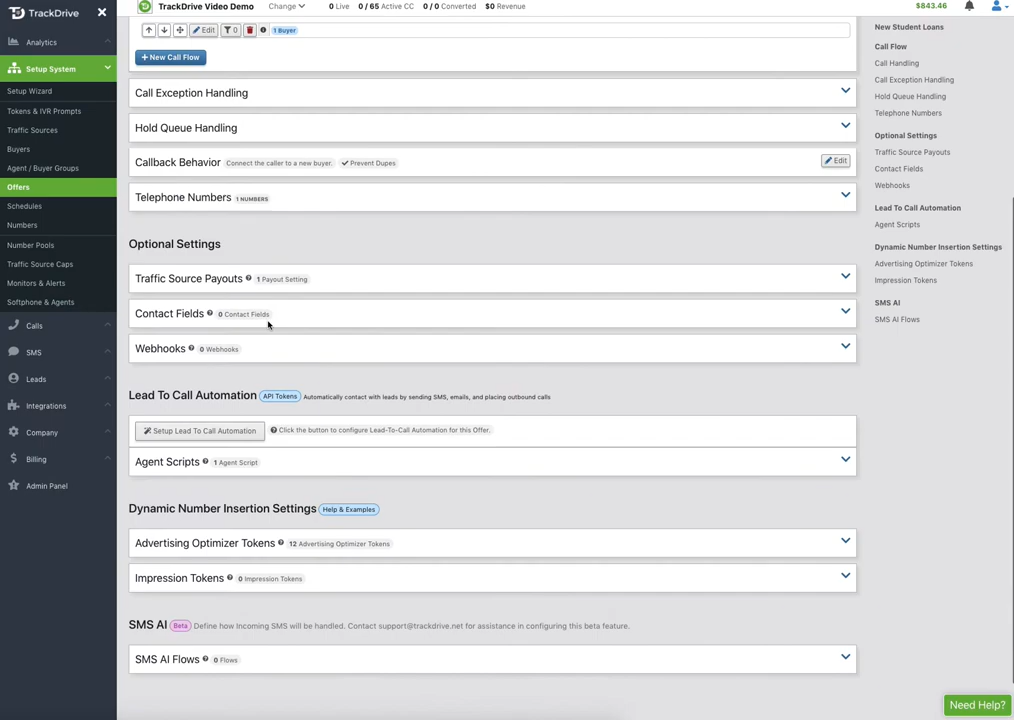 TrackDrive
TrackDrive Video Demo
Change
0 Live
0 / 65 Active CC
0 / 0 Converted
$0 Revenue
$843.46
Analytics
Setup System
Setup Wizard
Tokens & IVR Prompts
Traffic Sources
Buyers
Agent / Buyer Groups
Offers
Schedules
Numbers
Number Pools
Traffic Source Caps
Monitors & Alerts
Softphone & Agents
Calls
SMS
Leads
Integrations
Company
Billing
Admin Panel
Edit
0
1 Buyer
+ New Call Flow
Call Exception Handling
Hold Queue Handling
Callback Behavior Connect the caller to a new buyer. Prevent Dupes
Edit
Telephone Numbers 1 NUMBERS
Optional Settings
Traffic Source Payouts 1 Payout Setting
Contact Fields 0 Contact Fields
Webhooks 0 Webhooks
Lead To Call Automation API Tokens Automatically contact with leads by sending SMS, emails, and placing outbound calls
Setup Lead To Call Automation Click the button to configure Lead-To-Call Automation for this Offer.
Agent Scripts 1 Agent Script
Dynamic Number Insertion Settings Help & Examples
Advertising Optimizer Tokens 12 Advertising Optimizer Tokens
Impression Tokens 0 Impression Tokens
SMS AI Beta Define how Incoming SMS will be handled. Contact support@trackdrive.net for assistance in configuring this beta feature.
SMS AI Flows 0 Flows
New Student Loans
Call Flow
Call Handling
Call Exception Handling
Hold Queue Handling
Telephone Numbers
Optional Settings
Traffic Source Payouts
Contact Fields
Webhooks
Lead To Call Automation
Agent Scripts
Dynamic Number Insertion Settings
Advertising Optimizer Tokens
Impression Tokens
SMS AI
SMS AI Flows
Need Help?